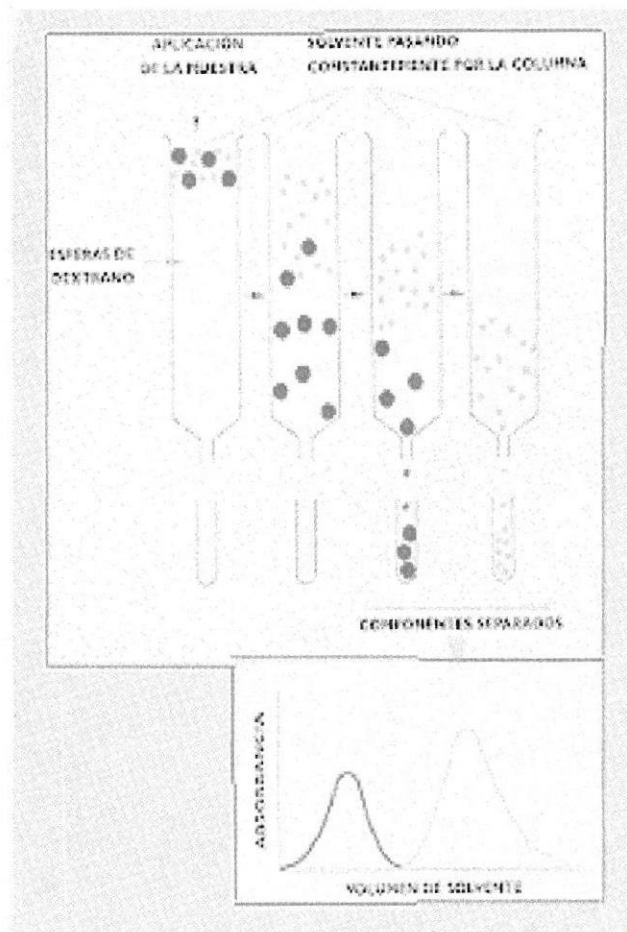 APLICACIÓN
DE LA MUESTRA
SOLVENTE PASANDO
CONSTANTEMENTE POR LA COLUMNA
ESFERAS DE
DEXTRANO
COMPONENTES SEPARADOS
ABSORBANCIA
VOLUMEN DE SOLVENTE